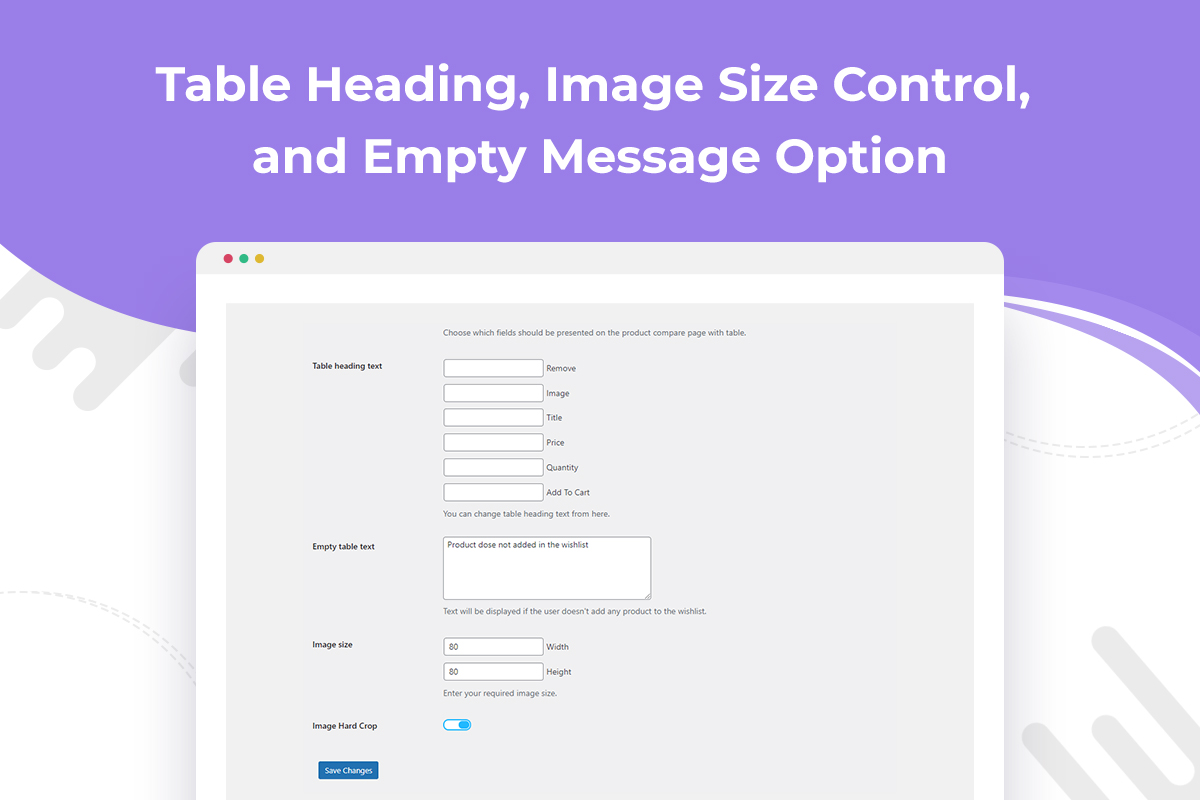 Table Heading, Image Size Control,
and Empty Message Option
Choose which fields should be presented on the product compare page with table.
Table heading text
Remove
Image
Title
Price
Quantity
Add To Cart
You can change table heading text from here.
Empty table text
Product dose not added in the wishlist
Text will be displayed if the user doesn't add any product to the wishlist.
Image size
80 Width
80 Height
Enter your required image size.
Image Hard Crop
Save Changes